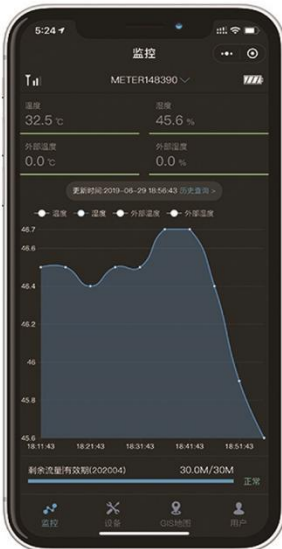 5:24
监控
METER148390
温度 湿度
32.5 ℃ 45.6 %
外部温度 外部湿度
0.0 ℃ 0.0 %
更新时间:2019-06-29 18:56:43 历史查询 >
温度 湿度 外部温度 外部湿度
46.7
46.6
46.4
46.2
46
45.8
45.6
18:11:43 18:21:43 18:31:43 18:41:43 18:51:43
剩余流量|有效期(202004) 30.0M/30M
正常
监控 设备 GIS地图 用户